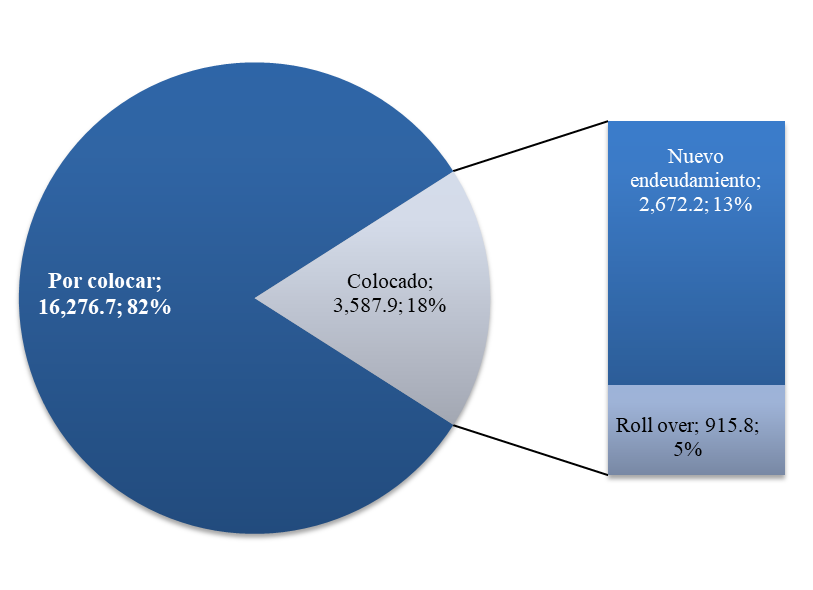 Por colocar;
16,276.7; 82%
Colocado;
3,587.9; 18%
Nuevo
endeudamiento;
2,672.2; 13%
Roll over; 915.8;
5%